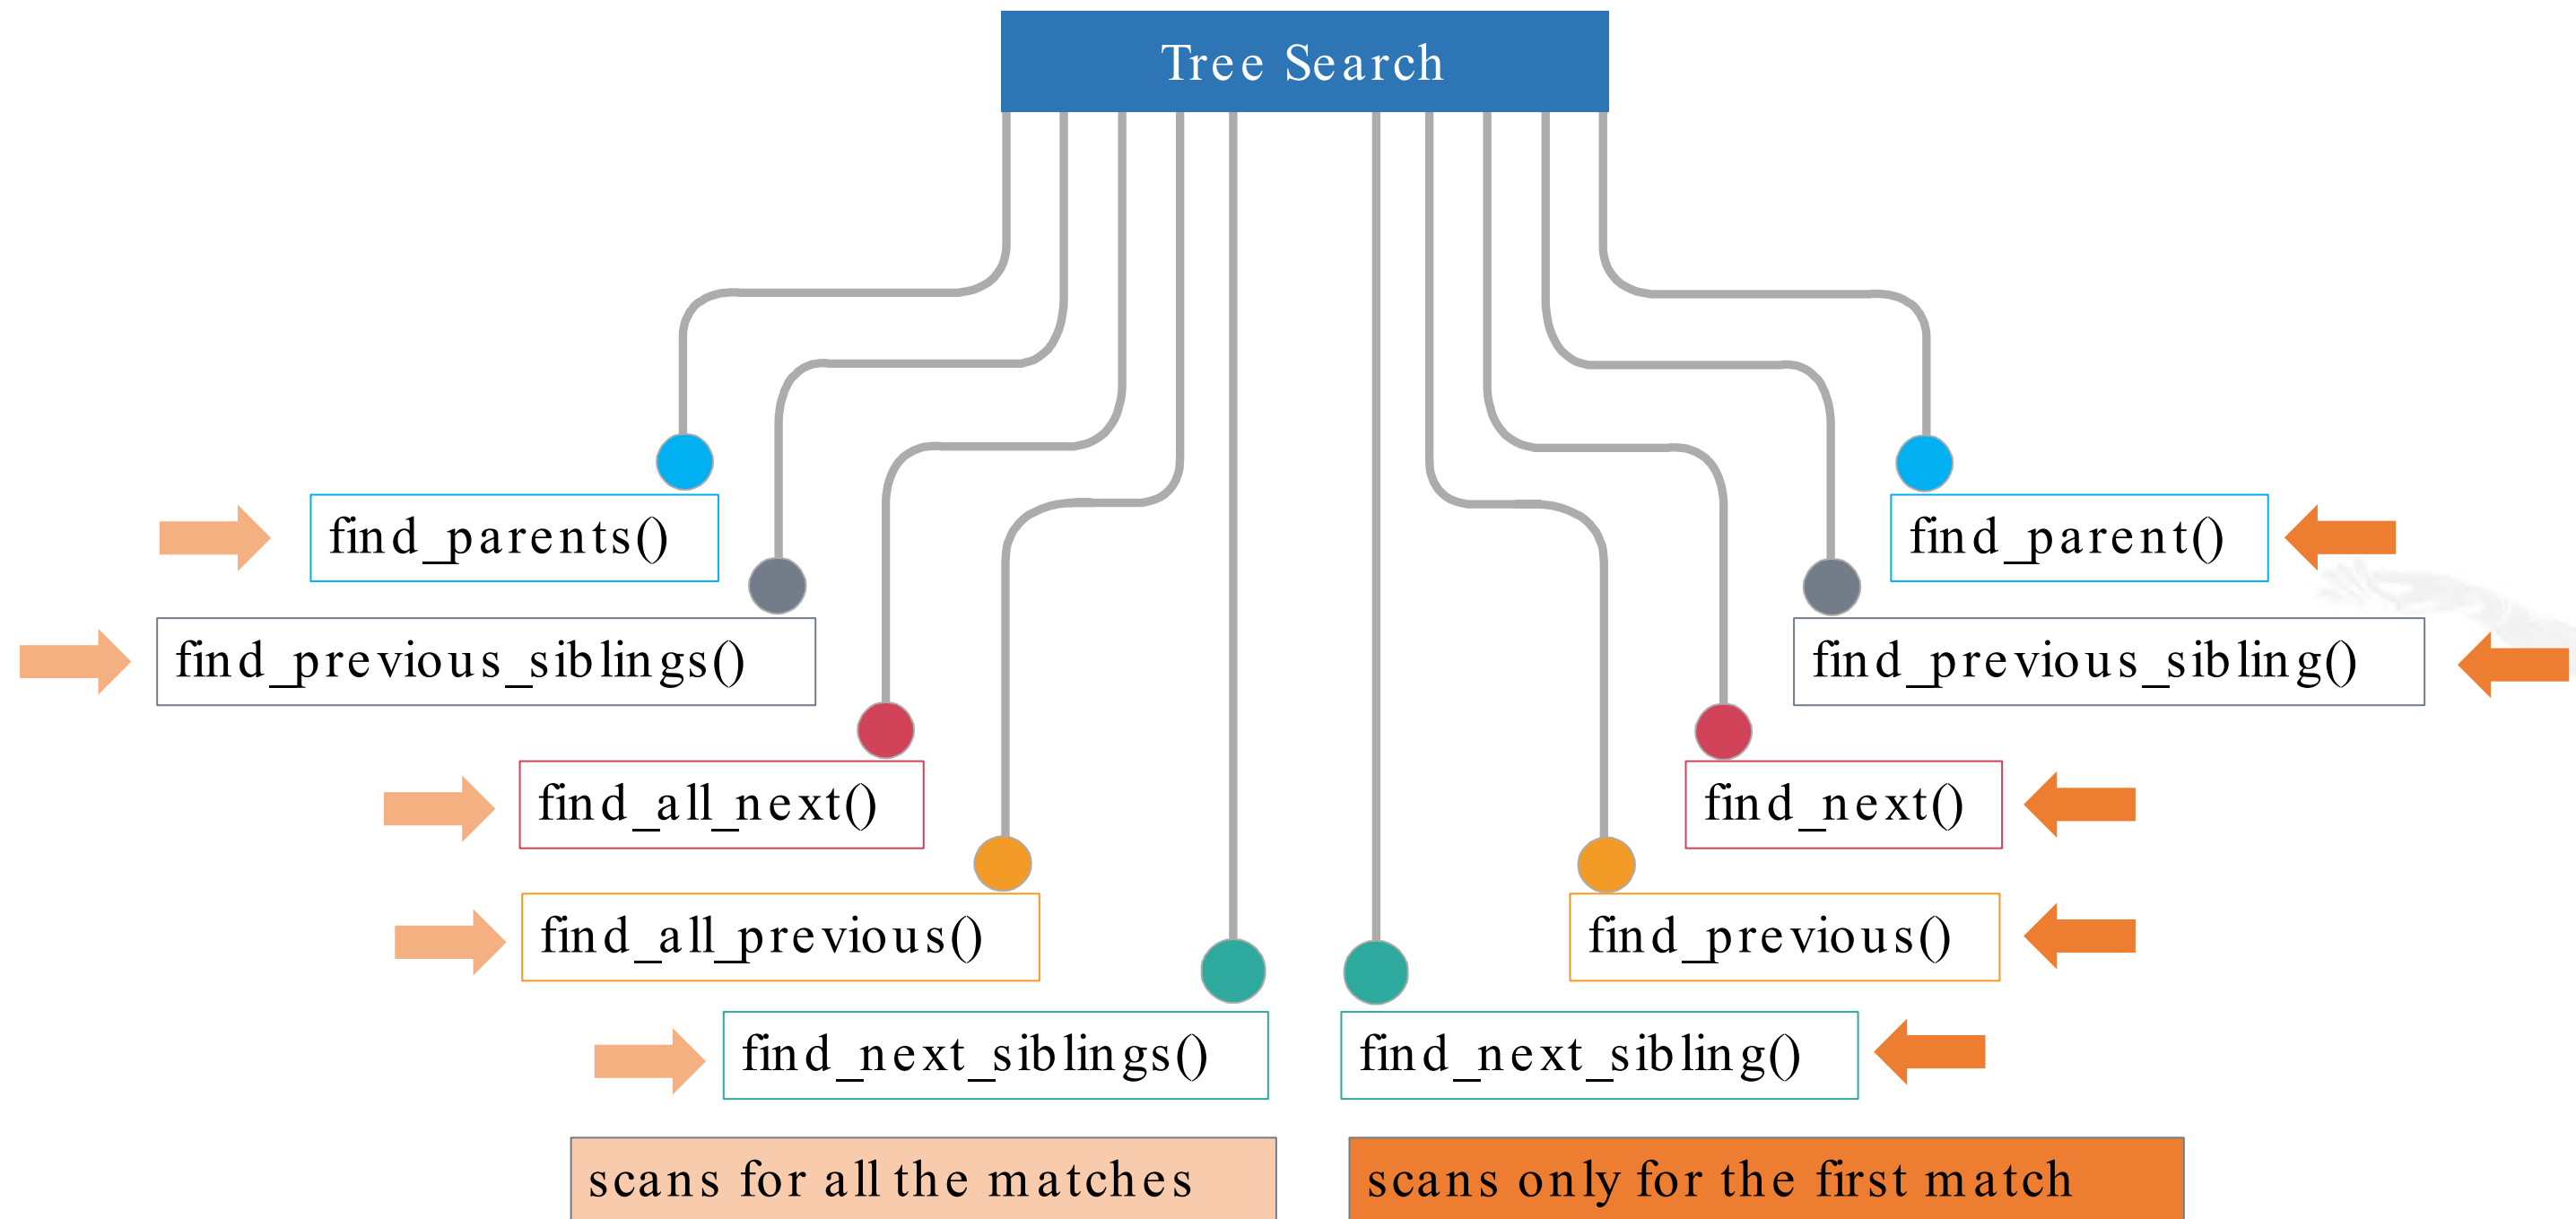 Tree Search
find_parents()
find_parent()
find_previous_siblings()
find_previous_sibling()
find_all_next()
find_next()
find_all_previous()
find_previous()
find_next_siblings()
find_next_sibling()
scans for all the matches
scans only for the first match